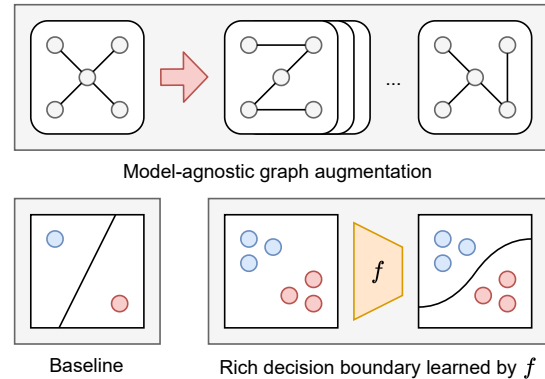 ...
Model-agnostic graph augmentation
f
Baseline
Rich decision boundary learned by f